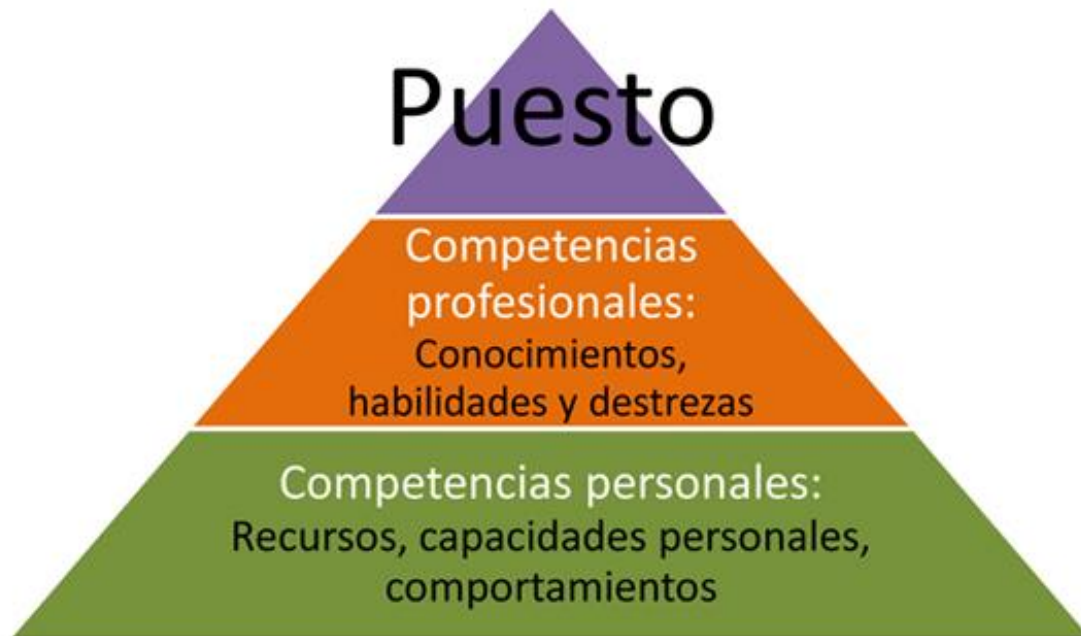 Puesto
Competencias
profesionales:
Conocimientos,
habilidades y destrezas
Competencias personales:
Recursos, capacidades personales,
comportamientos